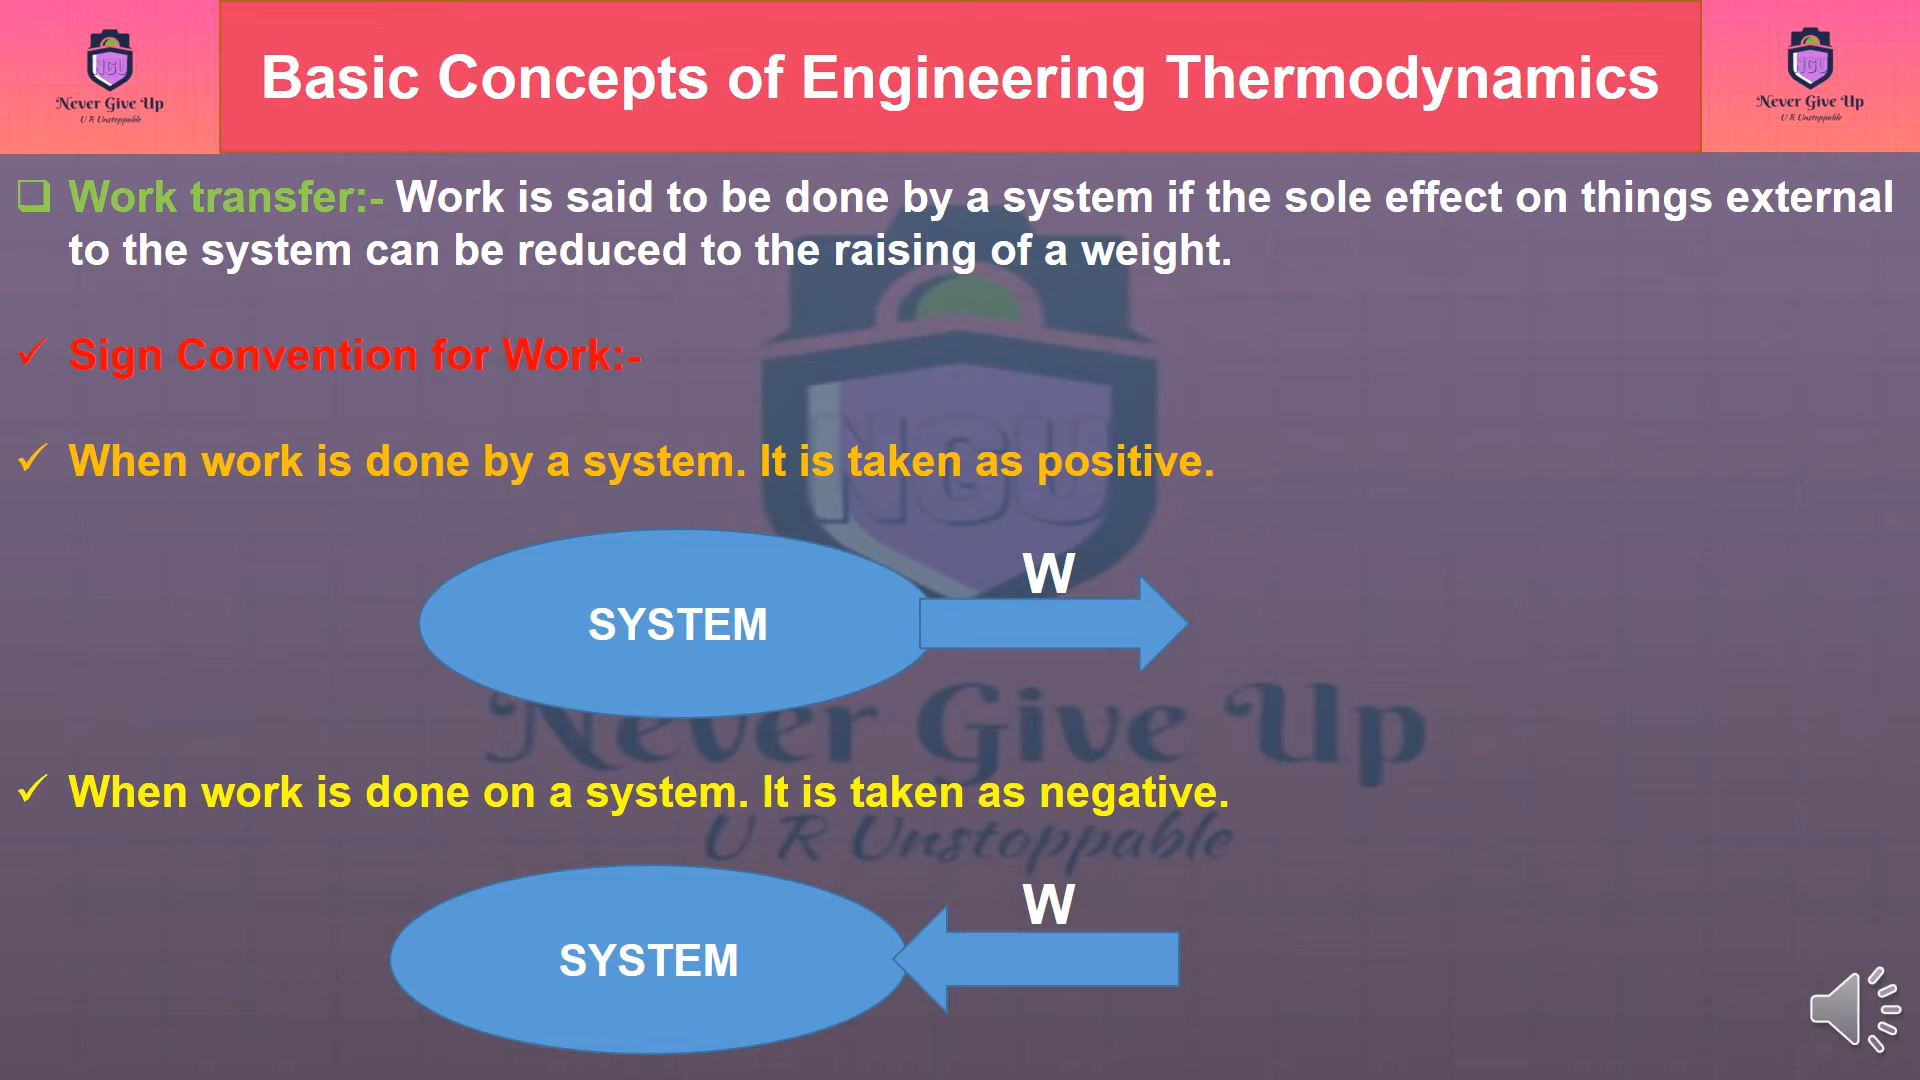 NGU
Never Give Up
U R Unstoppable
Basic Concepts of Engineering Thermodynamics
NGU
Never Give Up
U R Unstoppable
Work transfer:- Work is said to be done by a system if the sole effect on things external
to the system can be reduced to the raising of a weight.
Sign Convention for Work:-
NGU
When work is done by a system. It is taken as positive.
W
SYSTEM
Never Give Up
When work is done on a system. It is taken as negative.
U R Unstoppable
W
SYSTEM